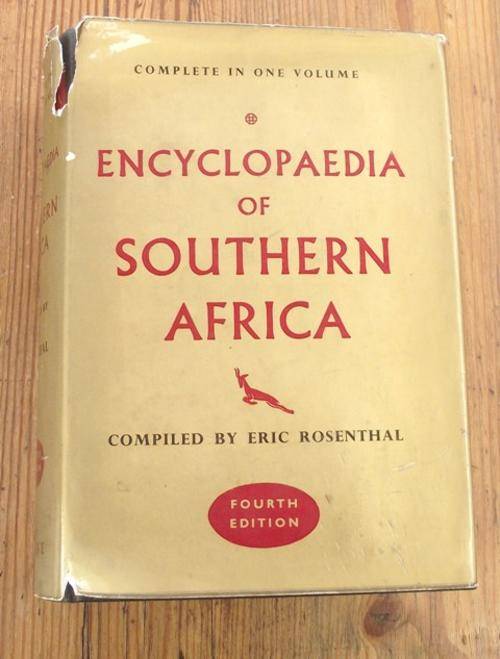 COMPLETE IN ONE VOLUME
ENCYCLOPAEDIA
OF
SOUTHERN
AFRICA
COMPILED BY ERIC ROSENTHAL
FOURTH
EDITION